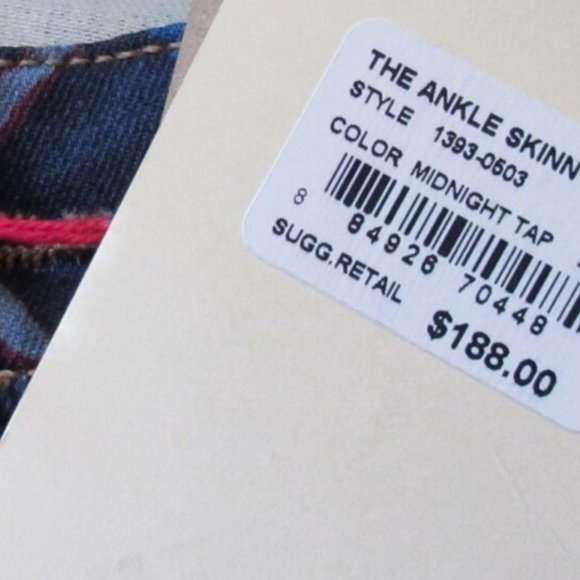 THE ANKLE SKINN
STYLE 1393-0503
COLOR MIDNIGHT TAP
8 84926 70448
SUGG.RETAIL
$188.00